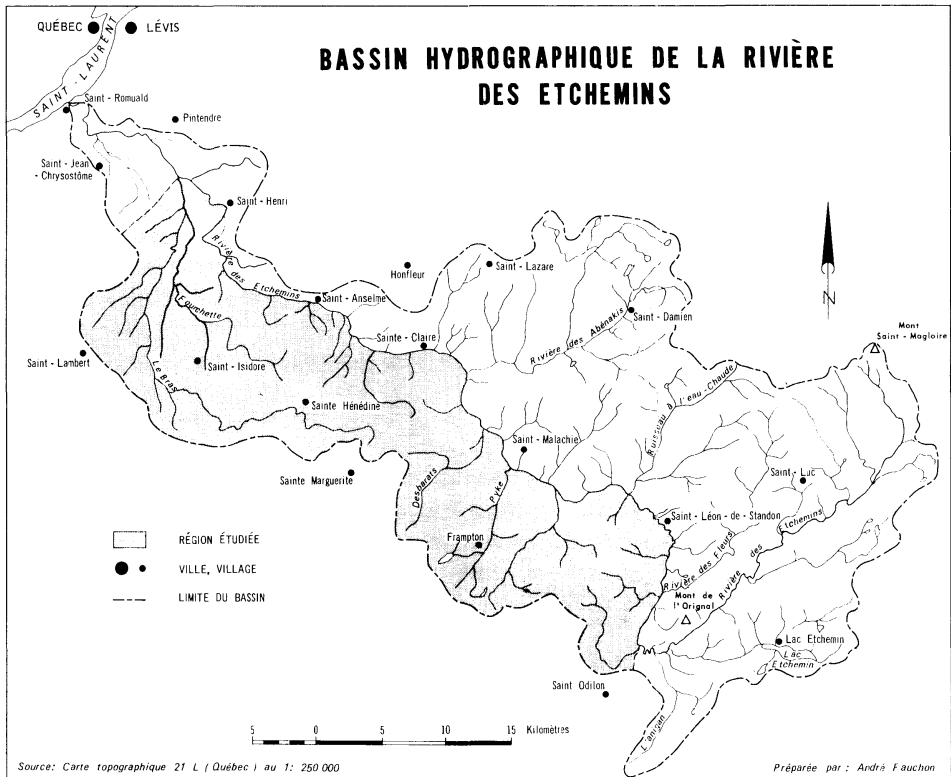 QUÉBEC
LÉVIS
BASSIN HYDROGRAPHIQUE DE LA RIVIÈRE
DES ETCHEMINS
SAINT-LAURENT
Saint-Romuald
Pintendre
Saint-Jean
-Chrysostôme
Saint-Henri
Rivière des Etchemins
Honfleur
Saint-Lazare
Saint-Anselme
Fourchette
Saint-Damien
N
Sainte-Claire
Rivière des Abénakis
Mont
Saint-Magloire
Saint-Lambert
Saint-Isidore
Le Bras
Sainte Hénédine
Ruisseau à l'eau-Chaude
Saint-Malachie
Sainte Marguerite
Desbarats
Pyke
Saint-Luc
Saint-Léon-de-Standon
Rivière des Etchemins
Frampton
Rivière des Fleurs
RÉGION ÉTUDIÉE
VILLE, VILLAGE
LIMITE DU BASSIN
Mont de
l'Orignal
Lac Etchemin
Lac
Etchemin
Saint Odilon
5 0 5 10 15 Kilomètres
Source: Carte topographique 21 L (Québec) au 1: 250 000
Préparée par: André Fauchon